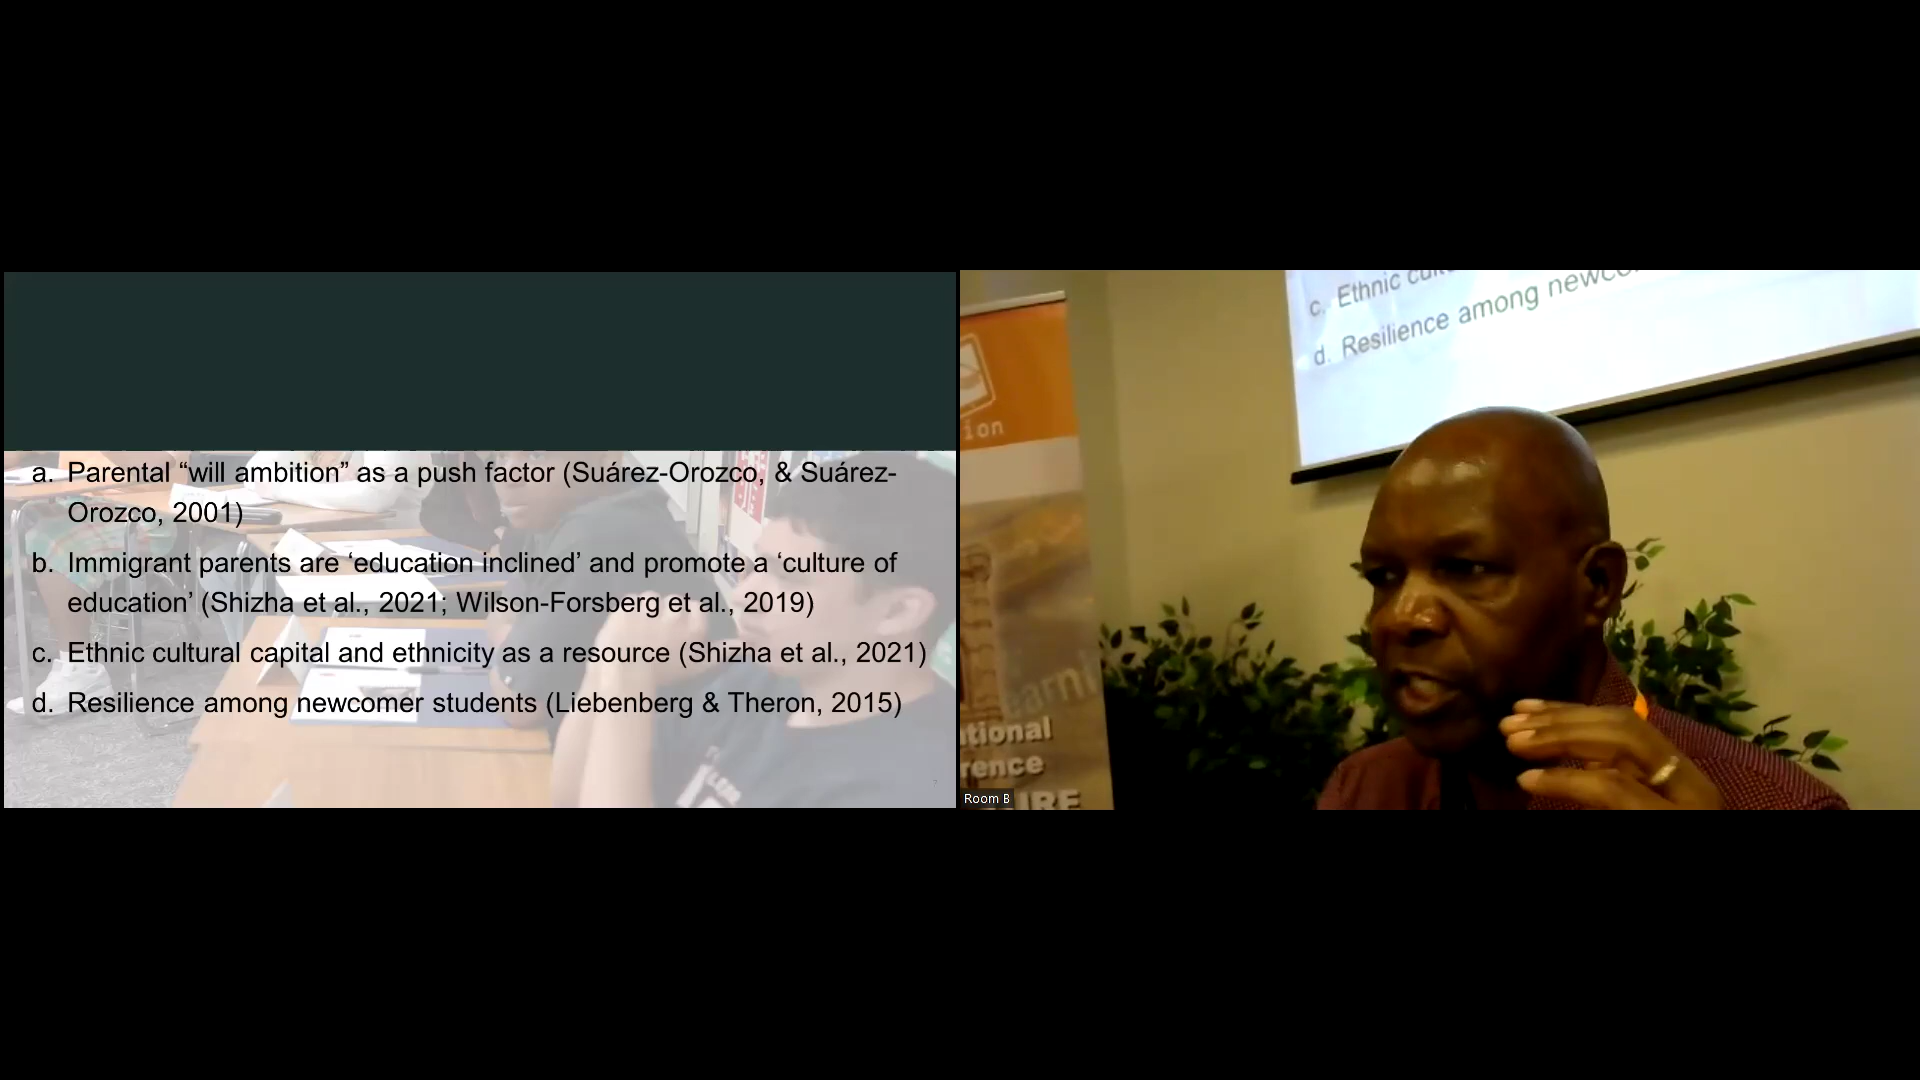 a. Parental “will ambition” as a push factor (Suárez-Orozco, & Suárez-
Orozco, 2001)
b. Immigrant parents are ‘education inclined’ and promote a ‘culture of
education’ (Shizha et al., 2021; Wilson-Forsberg et al., 2019)
c. Ethnic cultural capital and ethnicity as a resource (Shizha et al., 2021)
d. Resilience among newcomer students (Liebenberg & Theron, 2015)
c. Ethnic
d. Resilience among
Room B